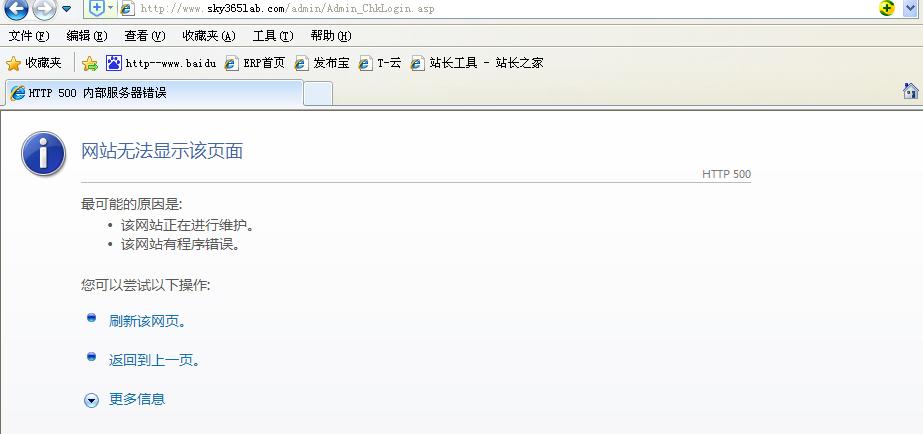 http://www.sky365lab.com/admin/Admin_ChkLogin.asp
文件(F) 编辑(E) 查看(V) 收藏夹(A) 工具(T) 帮助(H)
收藏夹 http--www.baidu ERP首页 发布宝 T-云 站长工具 - 站长之家
HTTP 500 内部服务器错误
网站无法显示该页面
HTTP 500
最可能的原因是:
• 该网站正在进行维护。
• 该网站有程序错误。
您可以尝试以下操作:
刷新该网页。
返回到上一页。
更多信息